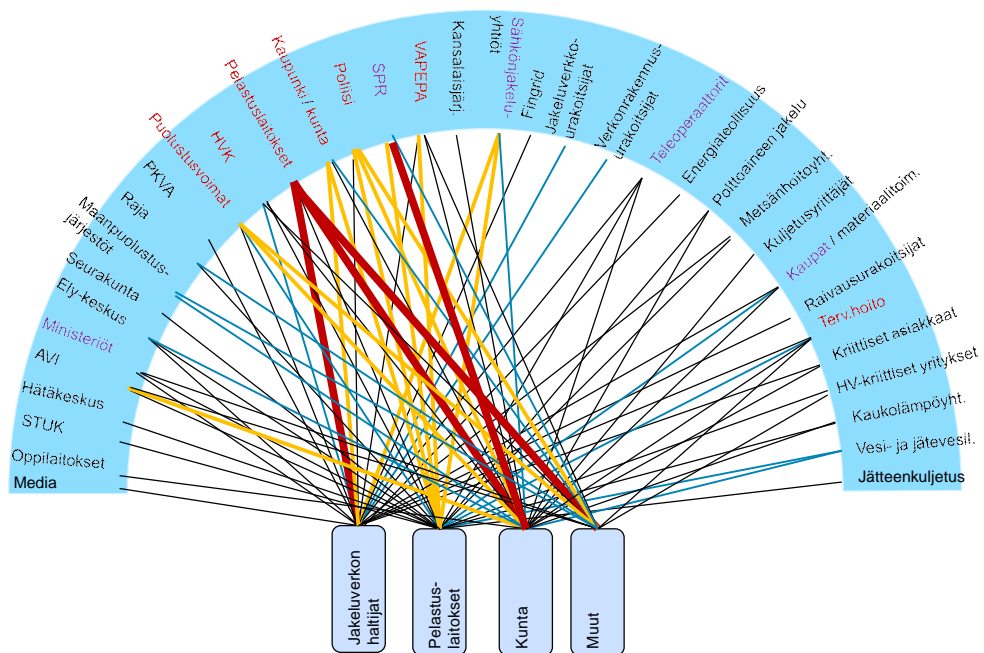 Media
Oppilaitokset
STUK
Hätäkeskus
AVI
Ministeriöt
Ely-keskus
Seurakunta
Maanpuolustus-
järjestöt
Raja
PKVA
Puolustusvoimat
HVK
Pelastuslaitokset
Kaupunki / kunta
Poliisi
SPR
VAPEPA
Kansalaisjärj.
Sähkönjakelu-
yhtiöt
Fingrid
Jakeluverkko-
urakoitsijat
Verkonrakennus-
urakoitsijat
Teleoperaattorit
Energiateollisuus
Polttoaineen jakelu
Metsänhoitoyht.
Kuljetusyrittäjät
Kaupat / materiaalitoim.
Raivausurakoitsijat
Terv.hoito
Kriittiset asiakkaat
HV-kriittiset yritykset
Kaukolämpöyht.
Vesi- ja jätevesil.
Jätteenkuljetus
Jakeluverkon
haltijat
Pelastus-
laitokset
Kunta
Muut